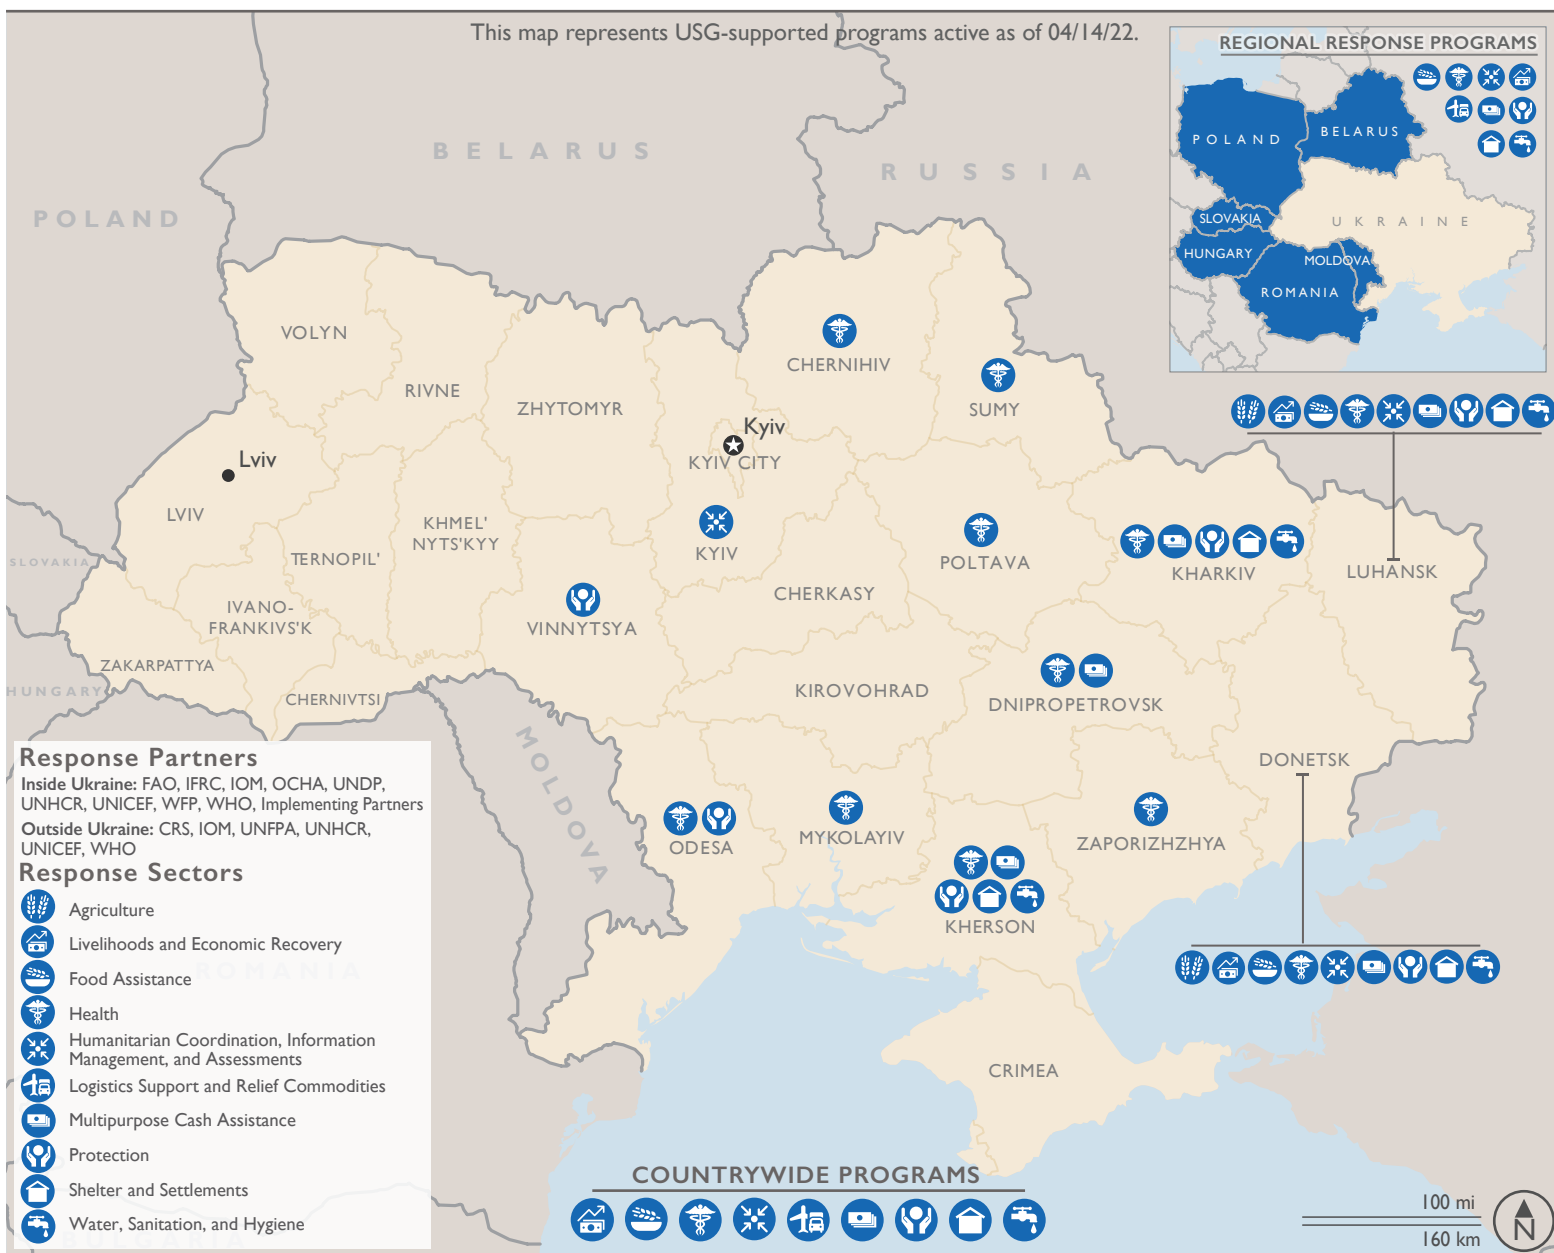 This map represents USG-supported programs active as of 04/14/22.
REGIONAL RESPONSE PROGRAMS
POLAND
BELARUS
SLOVAKIA
UKRAINE
HUNGARY
MOLDOVA
ROMANIA
BELARUS
RUSSIA
POLAND
VOLYN
RIVNE
ZHYTOMYR
CHERNIHIV
SUMY
Kyiv
KYIV CITY
Lviv
LVIV
KHMEL'
NYTS'KYY
TERNOPIL'
KYIV
POLTAVA
KHARKIV
LUHANSK
SLOVAKIA
CHERKASY
IVANO-
FRANKIVS'K
VINNYTSYA
ZAKARPATTYA
HUNGARY
CHERNIVTSI
KIROVOHRAD
DNIPROPETROVSK
DONETSK
MOLDOVA
ODESA
MYKOLAYIV
ZAPORIZHZHYA
KHERSON
CRIMEA
Response Partners
Inside Ukraine: FAO, IFRC, IOM, OCHA, UNDP,
UNHCR, UNICEF, WFP, WHO, Implementing Partners
Outside Ukraine: CRS, IOM, UNFPA, UNHCR,
UNICEF, WHO
Response Sectors
Agriculture
Livelihoods and Economic Recovery
ROMANIA
Food Assistance
Health
Humanitarian Coordination, Information
Management, and Assessments
Logistics Support and Relief Commodities
Multipurpose Cash Assistance
Protection
Shelter and Settlements
Water, Sanitation, and Hygiene
BULGARIA
COUNTRYWIDE PROGRAMS
100 mi
160 km
N